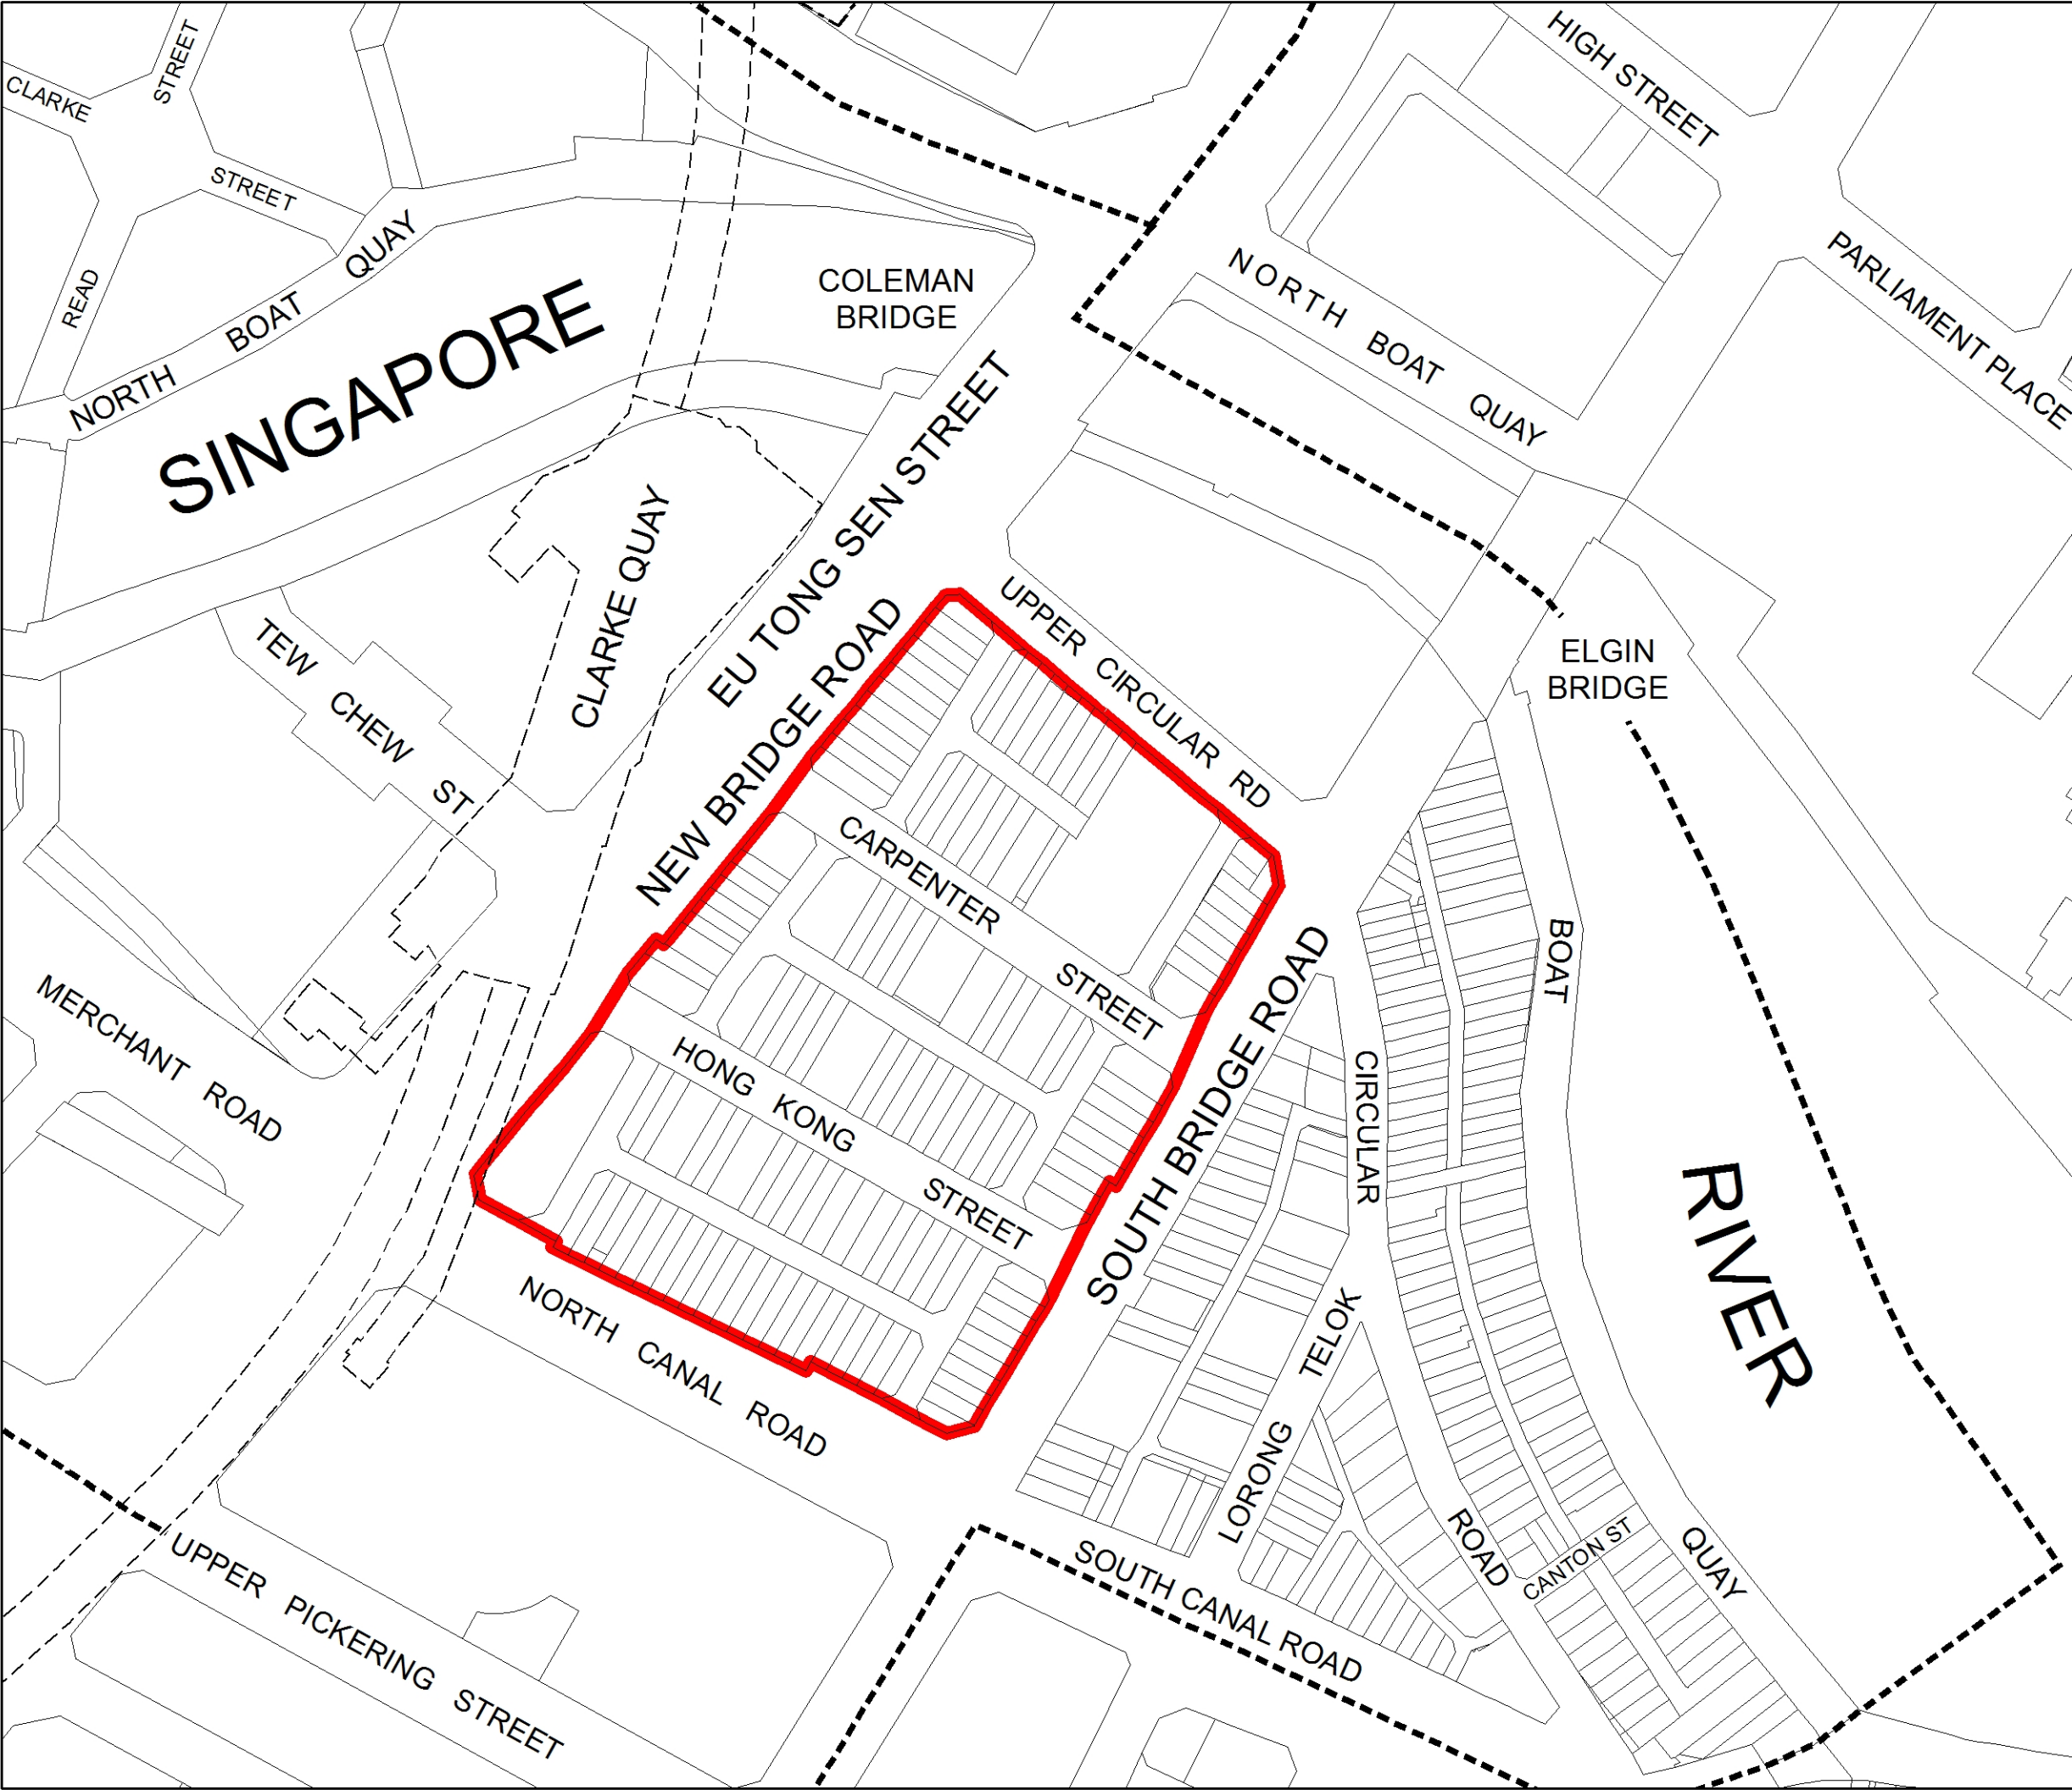 HIGH STREET
CLARKE
STREET
STREET
READ
NORTH BOAT QUAY
SINGAPORE
COLEMAN
BRIDGE
NORTH BOAT QUAY
PARLIAMENT PLACE
EU TONG SEN STREET
CLARKE QUAY
NEW BRIDGE ROAD
UPPER CIRCULAR RD
ELGIN
BRIDGE
TEW CHEW ST
CARPENTER STREET
MERCHANT ROAD
HONG KONG STREET
SOUTH BRIDGE ROAD
BOAT QUAY
CIRCULAR ROAD
RIVER
NORTH CANAL ROAD
LORONG TELOK
CANTON ST
SOUTH CANAL ROAD
UPPER PICKERING STREET